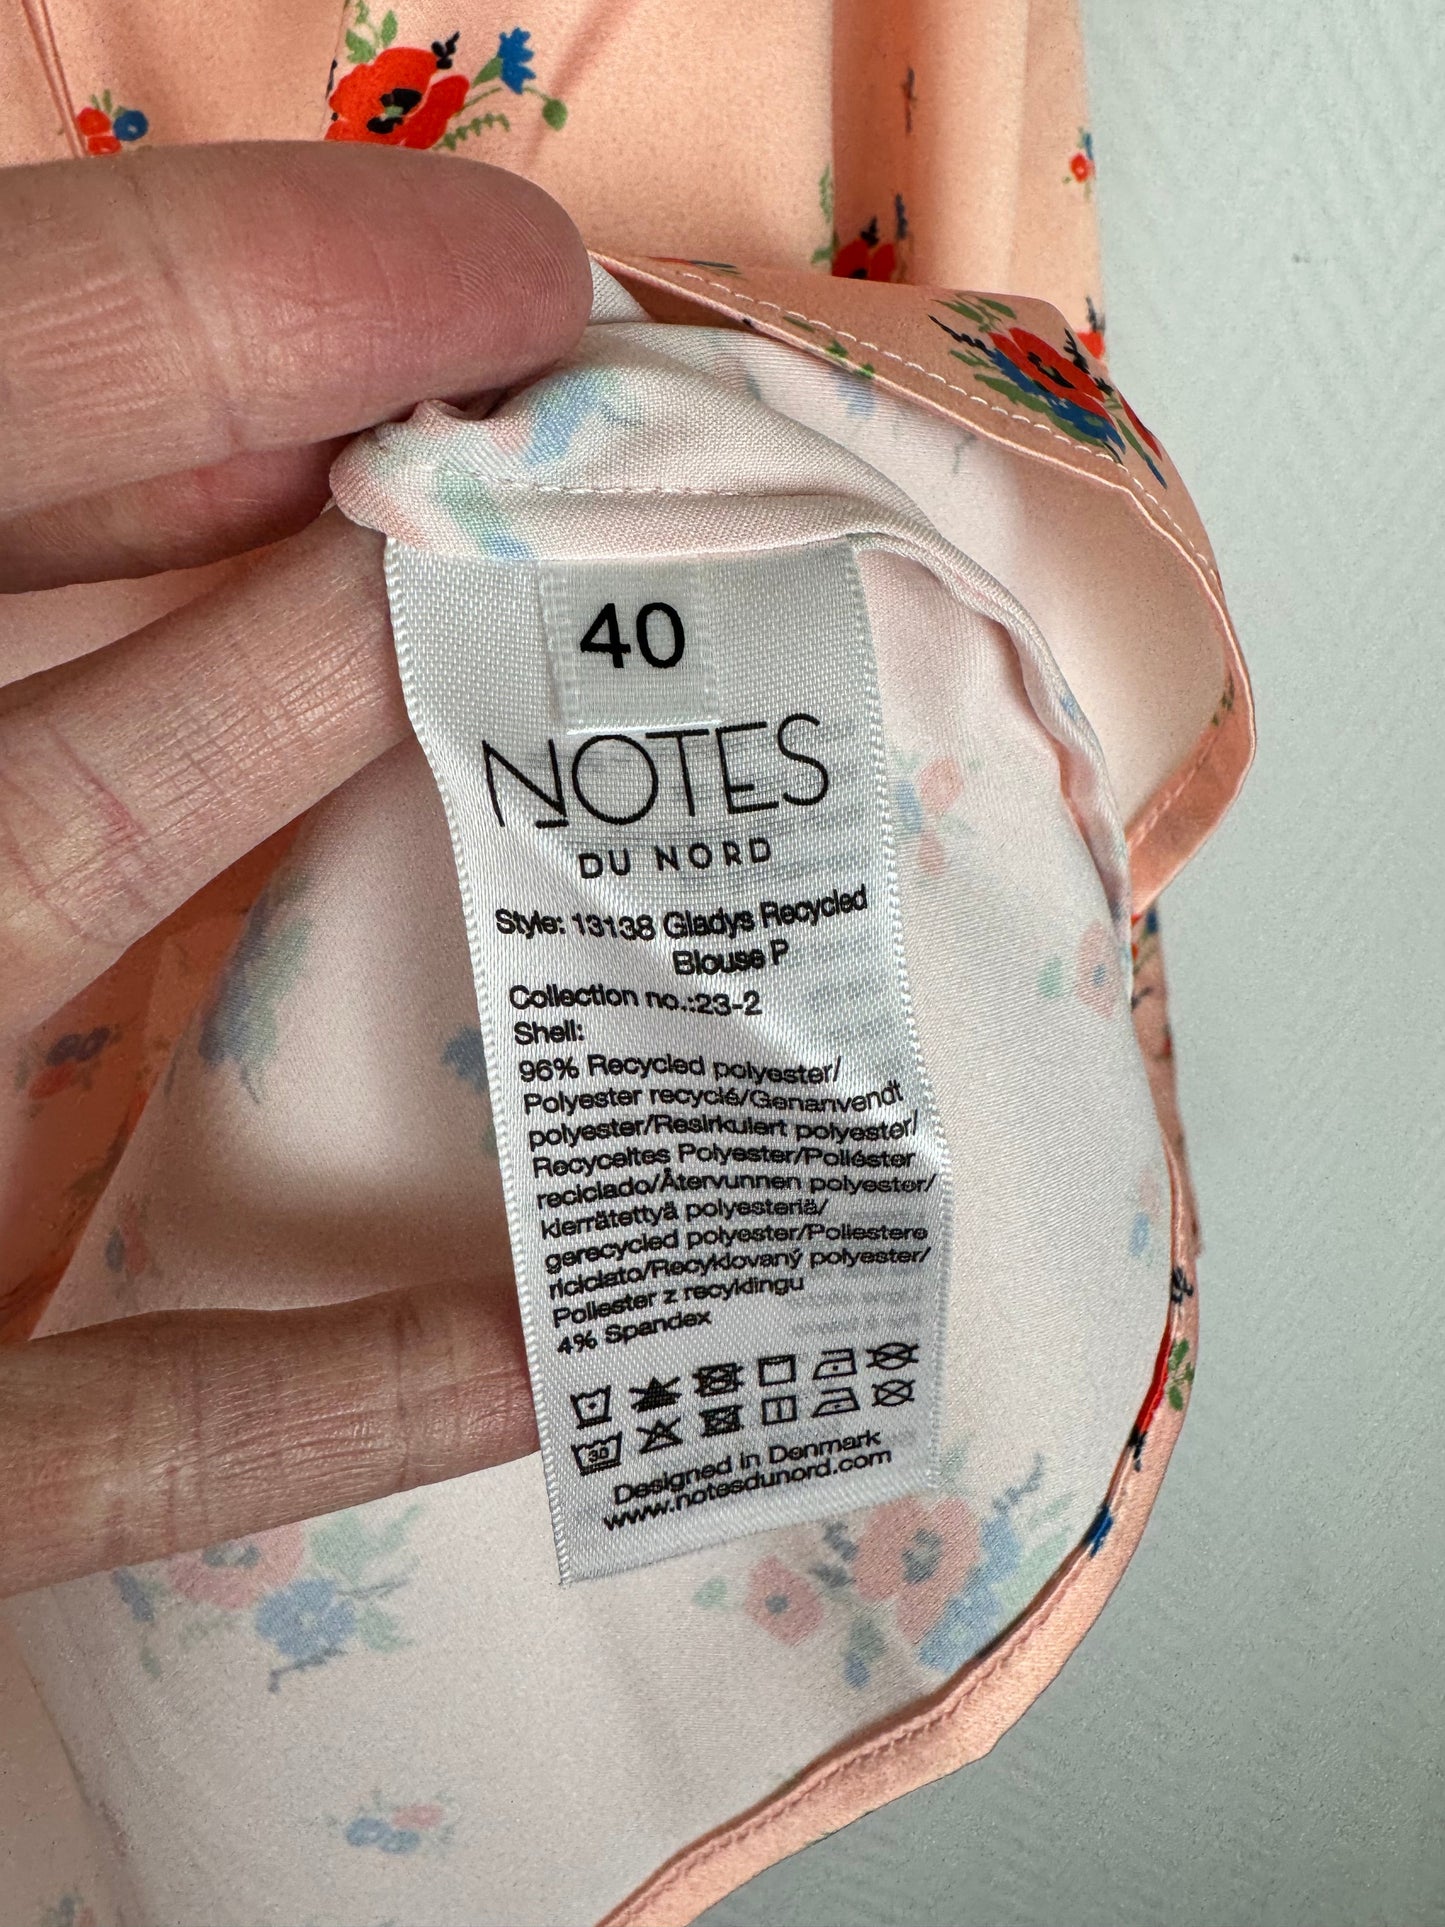 40
NOTES
DU NORD
Style: 13138 Gladys Recycled
Blouse P
Collection no.:23-2
Shell:
96% Recycled polyester/
Polyester recyclé/Genanvendt
polyester/Resirkulert polyester/
Recyceltes Polyester/Poliéster
reciclado/Återvunnen polyester/
kierrätettyä polyesteriä/
gerecycled polyester/Poliestere
riciclato/Recyklovaný polyester/
Poliester z recyklingu
4% Spandex
30
Designed in Denmark
www.notesdunord.com